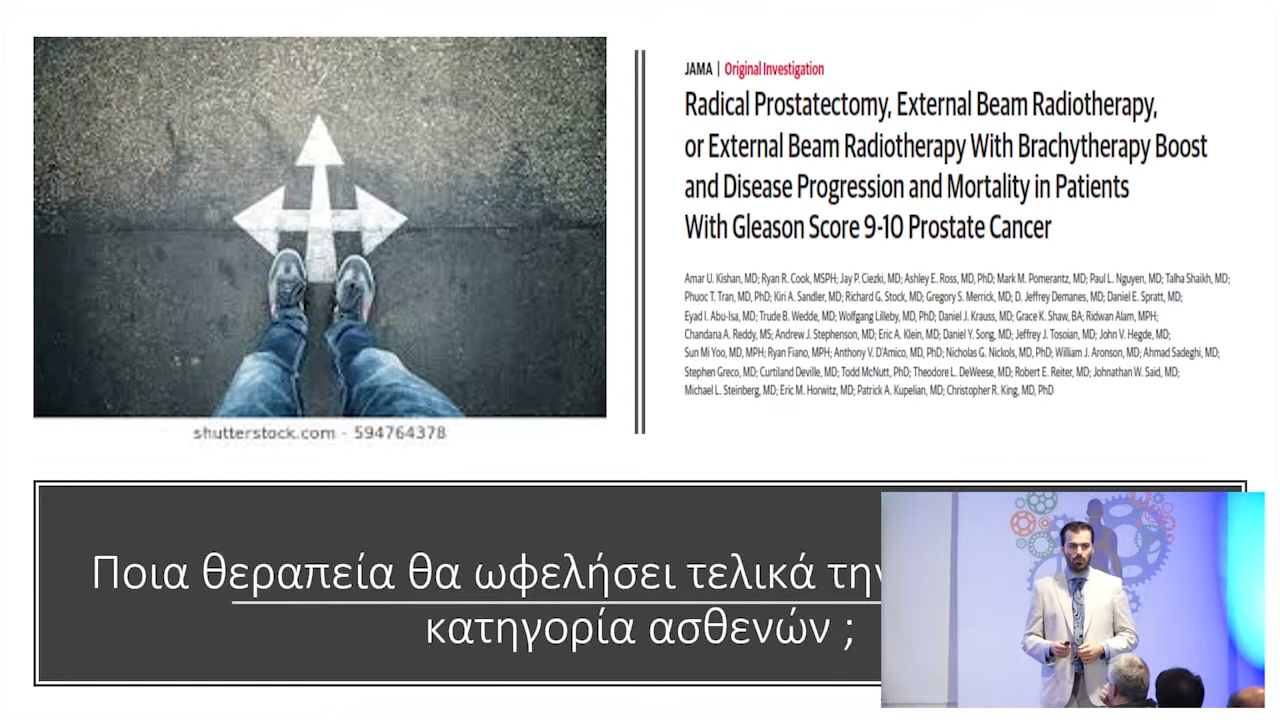 JAMA | Original Investigation
Radical Prostatectomy, External Beam Radiotherapy,
or External Beam Radiotherapy With Brachytherapy Boost
and Disease Progression and Mortality in Patients
With Gleason Score 9-10 Prostate Cancer
Amar U. Kishan, MD; Ryan R. Cook, MSPH; Jay P. Ciezki, MD; Ashley E. Ross, MD, PhD; Mark M. Pomerantz, MD; Paul L. Nguyen, MD; Talha Shaikh, MD;
Phuoc T. Tran, MD, PhD; Kiri A. Sandler, MD; Richard G. Stock, MD; Gregory S. Merrick, MD; D. Jeffrey Demanes, MD; Daniel E. Spratt, MD;
Eyad I. Abu-Isa, MD; Trude B. Wedde, MD; Wolfgang Lilleby, MD, PhD; Daniel J. Krauss, MD; Grace K. Shaw, BA; Ridwan Alam, MPH;
Chandana A. Reddy, MS; Andrew J. Stephenson, MD; Eric A. Klein, MD; Daniel Y. Song, MD; Jeffrey J. Tosoian, MD; John V. Hegde, MD;
Sun Mi Yoo, MD, MPH; Ryan Fiano, MPH; Anthony V. D'Amico, MD, PhD; Nicholas G. Nickols, MD, PhD; William J. Aronson, MD; Ahmad Sadeghi, MD;
Stephen Greco, MD; Curtiland Deville, MD; Todd McNutt, PhD; Theodore L. DeWeese, MD; Robert E. Reiter, MD; Johnathan W. Said, MD;
Michael L. Steinberg, MD; Eric M. Horwitz, MD; Patrick A. Kupelian, MD; Christopher R. King, MD, PhD
shutterstock.com · 594764378
Ποια θεραπεία θα ωφελήσει τελικά την
κατηγορία ασθενών ;